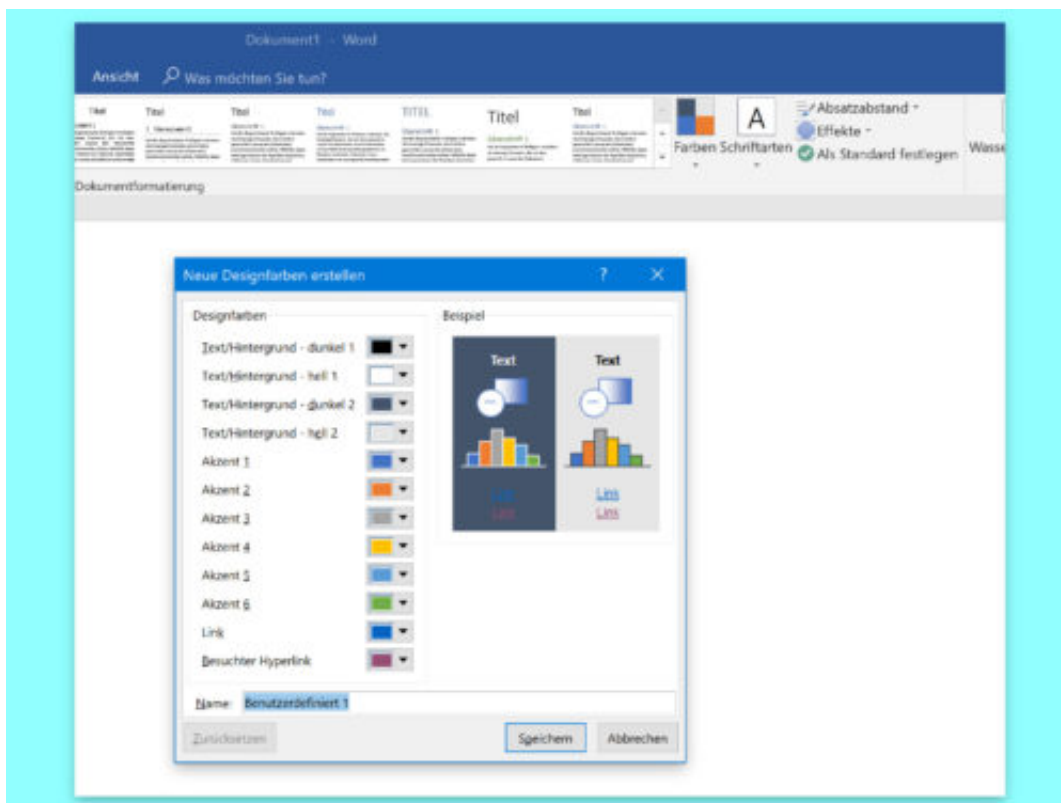 Dokument1 - Word
Ansicht Was möchten Sie tun?
Titel Titel Titel Titel TITEL Titel Titel
Absatzabstand
Effekte
Als Standard festlegen
Farben Schriftarten
Dokumentformatierung
Neue Designfarben erstellen ?
Designfarben
Text/Hintergrund - dunkel 1
Text/Hintergrund - hell 1
Text/Hintergrund - dunkel 2
Text/Hintergrund - hell 2
Akzent 1
Akzent 2
Akzent 3
Akzent 4
Akzent 5
Akzent 6
Link
Besuchter Hyperlink
Beispiel
Text Text
Link Link
Link Link
Name: Benutzerdefiniert 1
Zurücksetzen Speichern Abbrechen